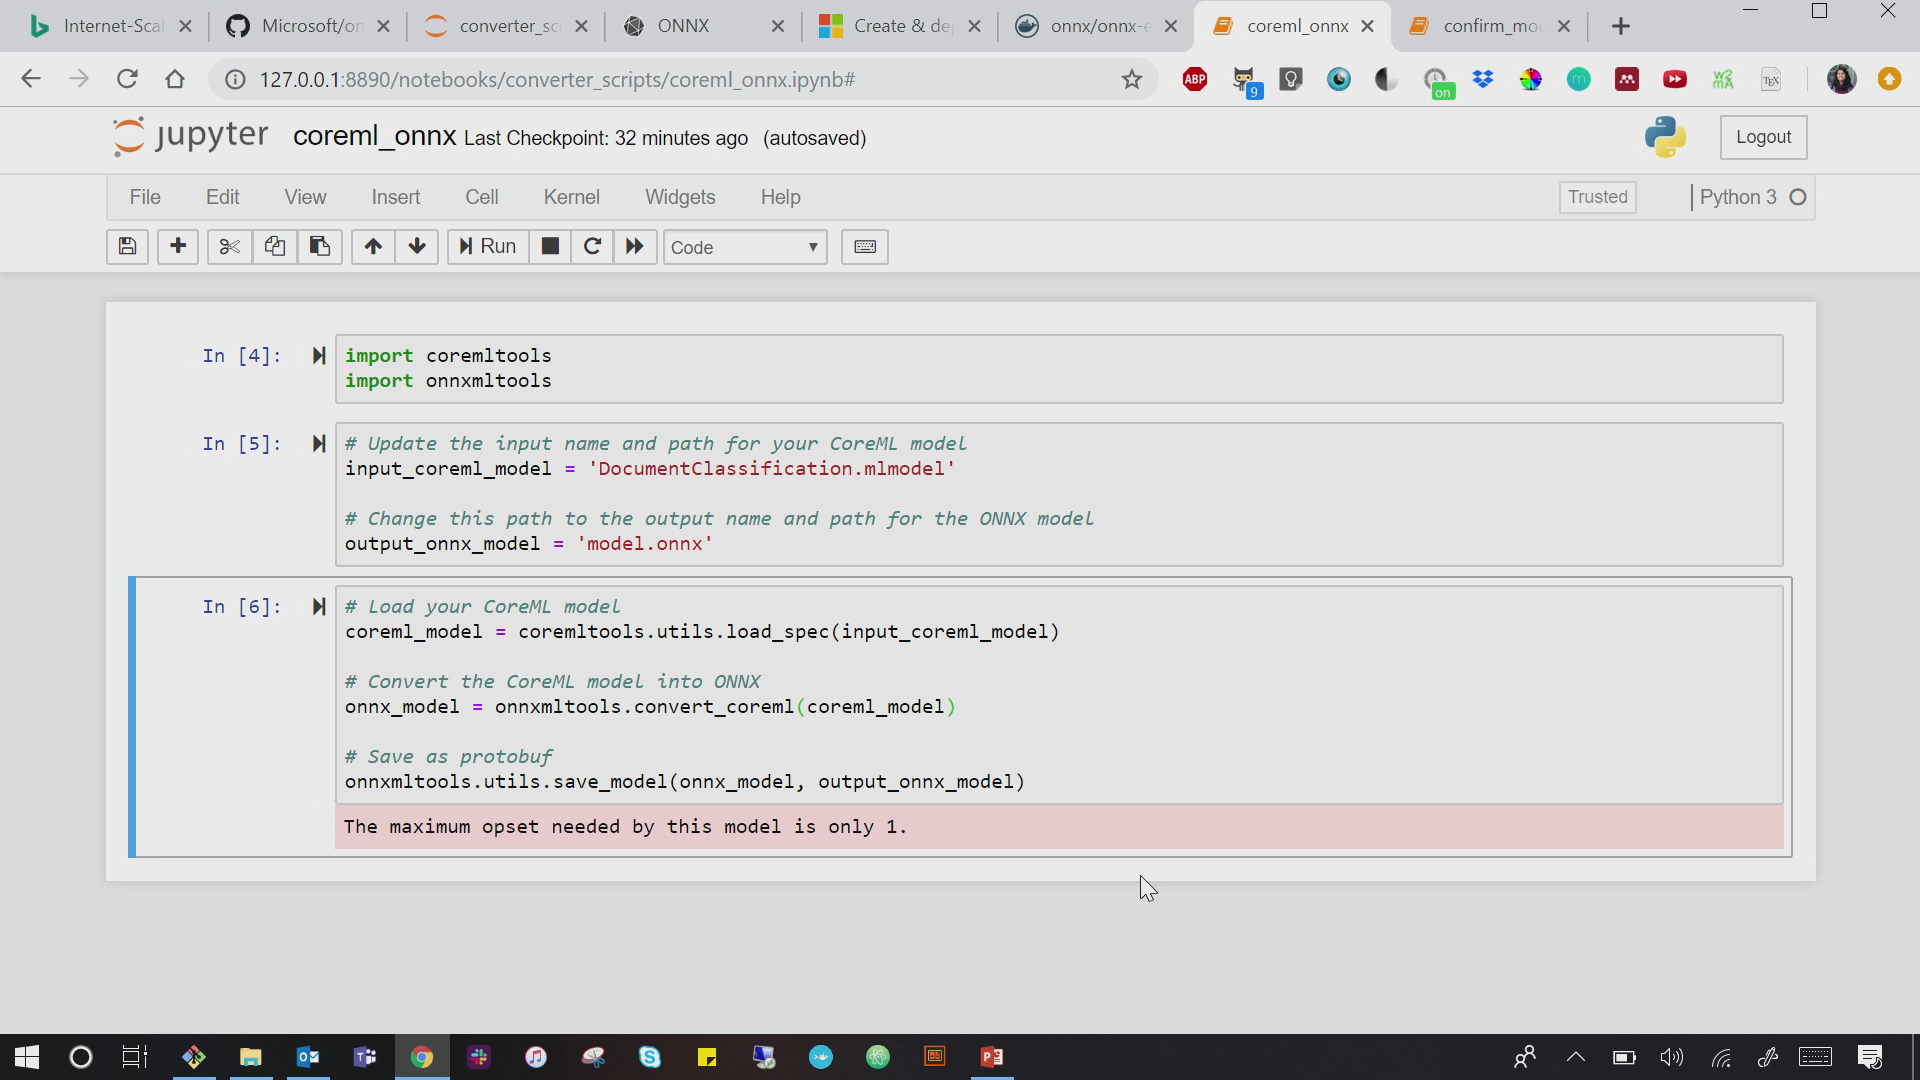 Internet-Scal
Microsoft/on
converter_sc
ONNX
Create & de
onnx/onnx-e
coreml_onnx
confirm_mo
127.0.0.1:8890/notebooks/converter_scripts/coreml_onnx.ipynb#
ABP
9
on
m
TEX
jupyter
coreml_onnx Last Checkpoint: 32 minutes ago (autosaved)
Logout
File Edit View Insert Cell Kernel Widgets Help
Trusted
Python 3
Run
Code
In [4]:
import coremltools
import onnxmltools
In [5]:
# Update the input name and path for your CoreML model
input_coreml_model = 'DocumentClassification.mlmodel'
# Change this path to the output name and path for the ONNX model
output_onnx_model = 'model.onnx'
In [6]:
# Load your CoreML model
coreml_model = coremltools.utils.load_spec(input_coreml_model)
# Convert the CoreML model into ONNX
onnx_model = onnxmltools.convert_coreml(coreml_model)
# Save as protobuf
onnxmltools.utils.save_model(onnx_model, output_onnx_model)
The maximum opset needed by this model is only 1.